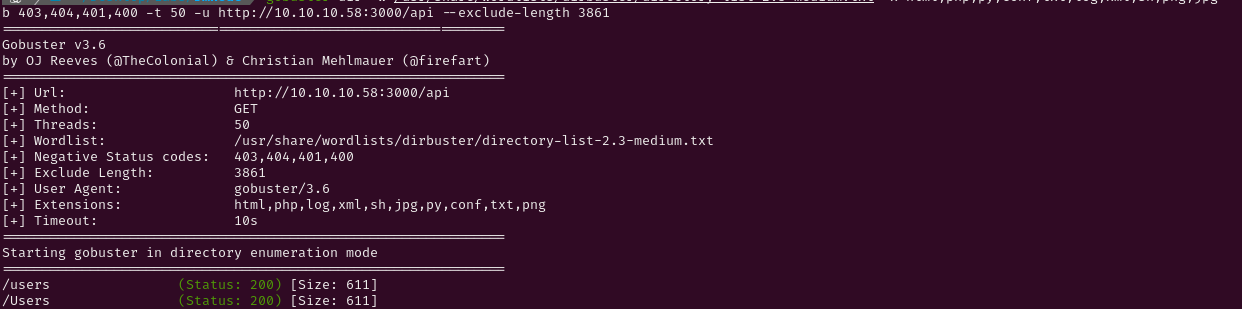 b 403,404,401,400 -t 50 -u http://10.10.10.58:3000/api --exclude-length 3861
===============================================================
Gobuster v3.6
by OJ Reeves (@TheColonial) & Christian Mehlmauer (@firefart)
===============================================================
[+] Url: http://10.10.10.58:3000/api
[+] Method: GET
[+] Threads: 50
[+] Wordlist: /usr/share/wordlists/dirbuster/directory-list-2.3-medium.txt
[+] Negative Status codes: 403,404,401,400
[+] Exclude Length: 3861
[+] User Agent: gobuster/3.6
[+] Extensions: html,php,log,xml,sh,jpg,py,conf,txt,png
[+] Timeout: 10s
===============================================================
Starting gobuster in directory enumeration mode
===============================================================
/users (Status: 200) [Size: 611]
/Users (Status: 200) [Size: 611]